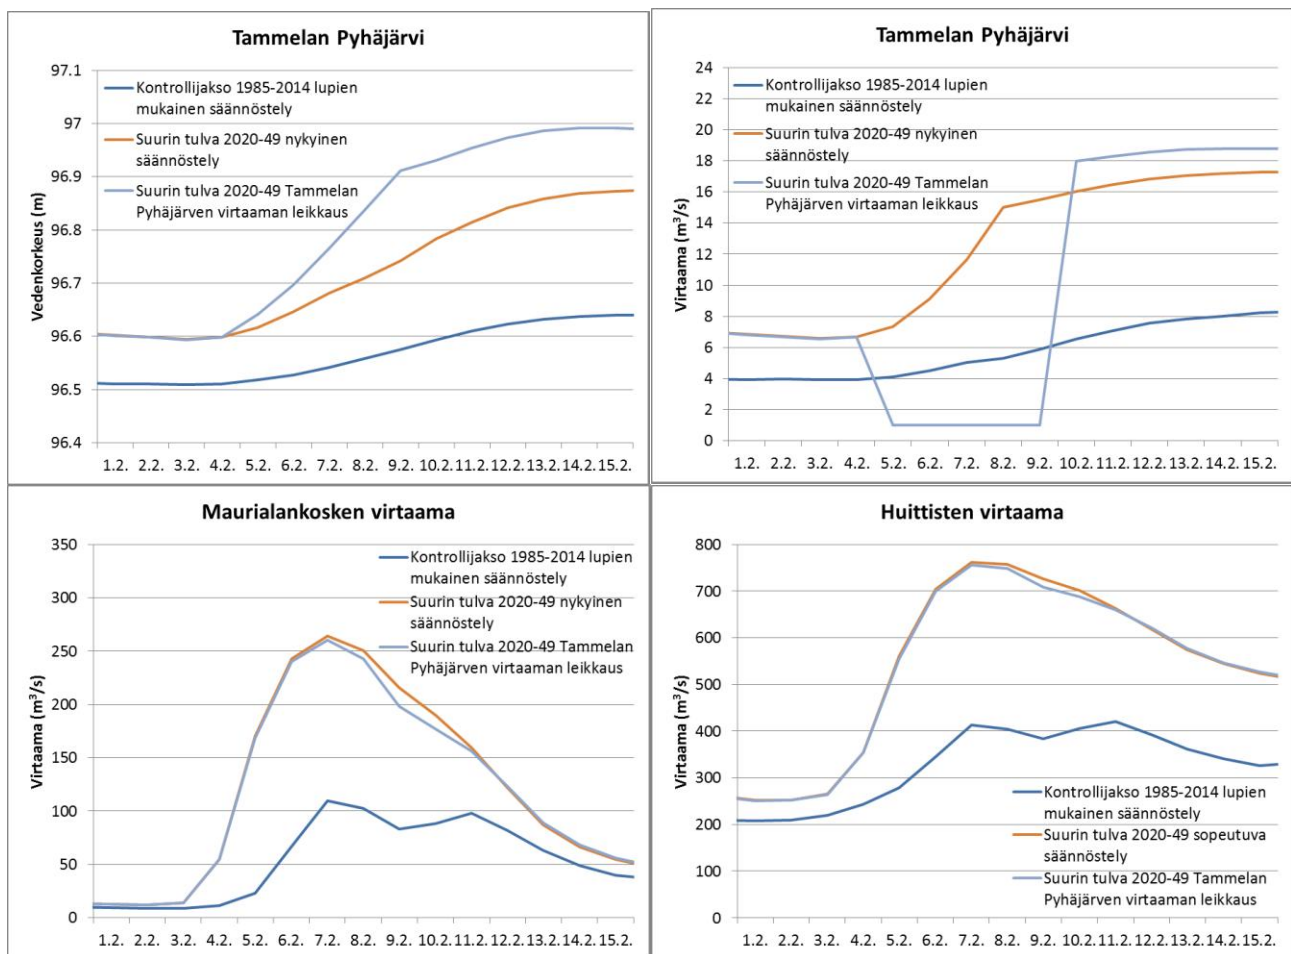 Tammelan Pyhäjärvi
Vedenkorkeus (m)
97.1
97
96.9
96.8
96.7
96.6
96.5
96.4
Kontrollijakso 1985-2014 lupien
mukainen säännöstely
Suurin tulva 2020-49 nykyinen
säännöstely
Suurin tulva 2020-49 Tammelan
Pyhäjärven virtaaman leikkaus
1.2. 2.2. 3.2. 4.2. 5.2. 6.2. 7.2. 8.2. 9.2. 10.2. 11.2. 12.2. 13.2. 14.2. 15.2.
Tammelan Pyhäjärvi
Virtaama (m³/s)
24
22
20
18
16
14
12
10
8
6
4
2
0
Kontrollijakso 1985-2014 lupien
mukainen säännöstely
Suurin tulva 2020-49 nykyinen
säännöstely
Suurin tulva 2020-49 Tammelan
Pyhäjärven virtaaman leikkaus
1.2. 2.2. 3.2. 4.2. 5.2. 6.2. 7.2. 8.2. 9.2. 10.2. 11.2. 12.2. 13.2. 14.2. 15.2.
Maurialankosken virtaama
Virtaama (m³/s)
350
300
250
200
150
100
50
0
Kontrollijakso 1985-2014 lupien
mukainen säännöstely
Suurin tulva 2020-49 nykyinen
säännöstely
Suurin tulva 2020-49 Tammelan
Pyhäjärven virtaaman leikkaus
1.2. 2.2. 3.2. 4.2. 5.2. 6.2. 7.2. 8.2. 9.2. 10.2. 11.2. 12.2. 13.2. 14.2. 15.2.
Huittisten virtaama
Virtaama (m³/s)
800
700
600
500
400
300
200
100
0
Kontrollijakso 1985-2014 lupien
mukainen säännöstely
Suurin tulva 2020-49 sopeutuva
säännöstely
Suurin tulva 2020-49 Tammelan
Pyhäjärven virtaaman leikkaus
1.2. 2.2. 3.2. 4.2. 5.2. 6.2. 7.2. 8.2. 9.2. 10.2. 11.2. 12.2. 13.2. 14.2. 15.2.